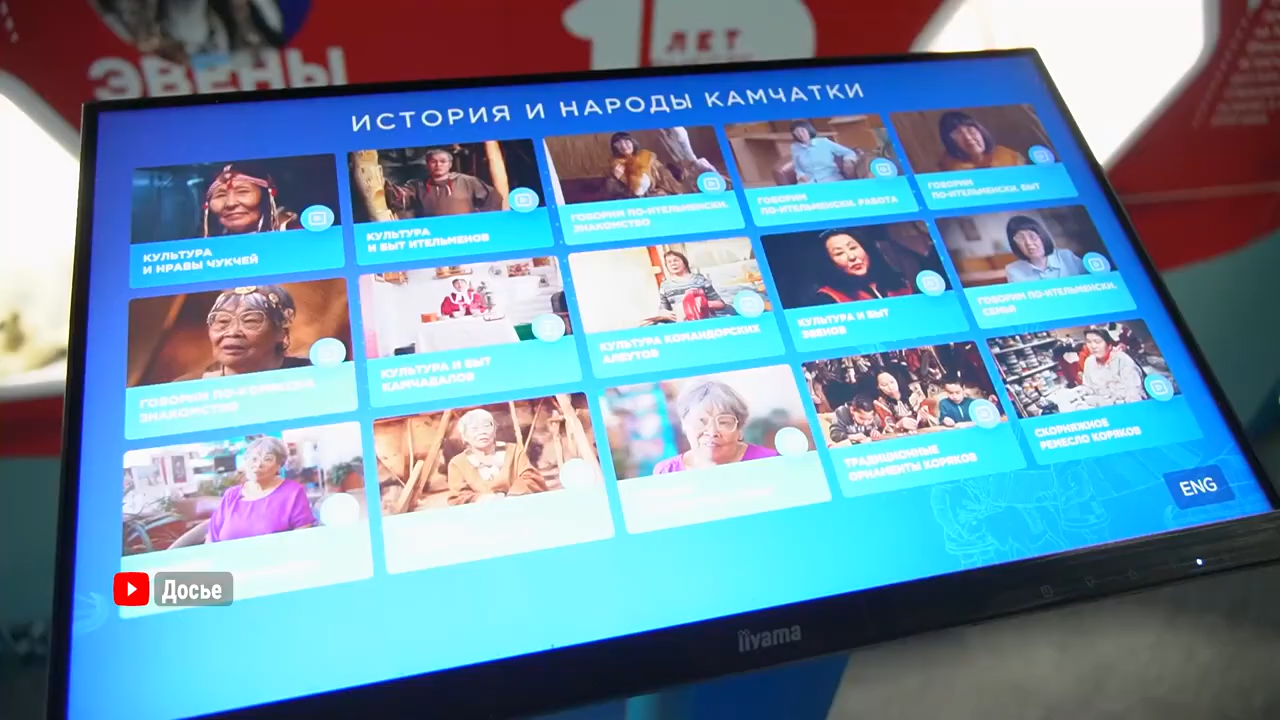 ЭВЕНЫ
ЛЕТ
ИСТОРИЯ И НАРОДЫ КАМЧАТКИ
КУЛЬТУРА
И НРАВЫ ЧУКЧЕЙ
КУЛЬТУРА
И БЫТ ИТЕЛЬМЕНОВ
ГОВОРИМ ПО-ИТЕЛЬМЕНСКИ.
ЗНАКОМСТВО
ГОВОРИМ
ПО-ИТЕЛЬМЕНСКИ. РАБОТА
ГОВОРИМ
ПО-ИТЕЛЬМЕНСКИ. БЫТ
ГОВОРИМ ПО-КОРЯКСКИ.
ЗНАКОМСТВО
КУЛЬТУРА И БЫТ
КАМЧАДАЛОВ
КУЛЬТУРА КОМАНДОРСКИХ
АЛЕУТОВ
КУЛЬТУРА И БЫТ
ЭВЕНОВ
ГОВОРИМ ПО-ИТЕЛЬМЕНСКИ.
СЕМЬЯ
ТРАДИЦИОННЫЕ
ОРНАМЕНТЫ КОРЯКОВ
СКОРНЯЖНОЕ
РЕМЕСЛО КОРЯКОВ
ENG
Досье
iiyama